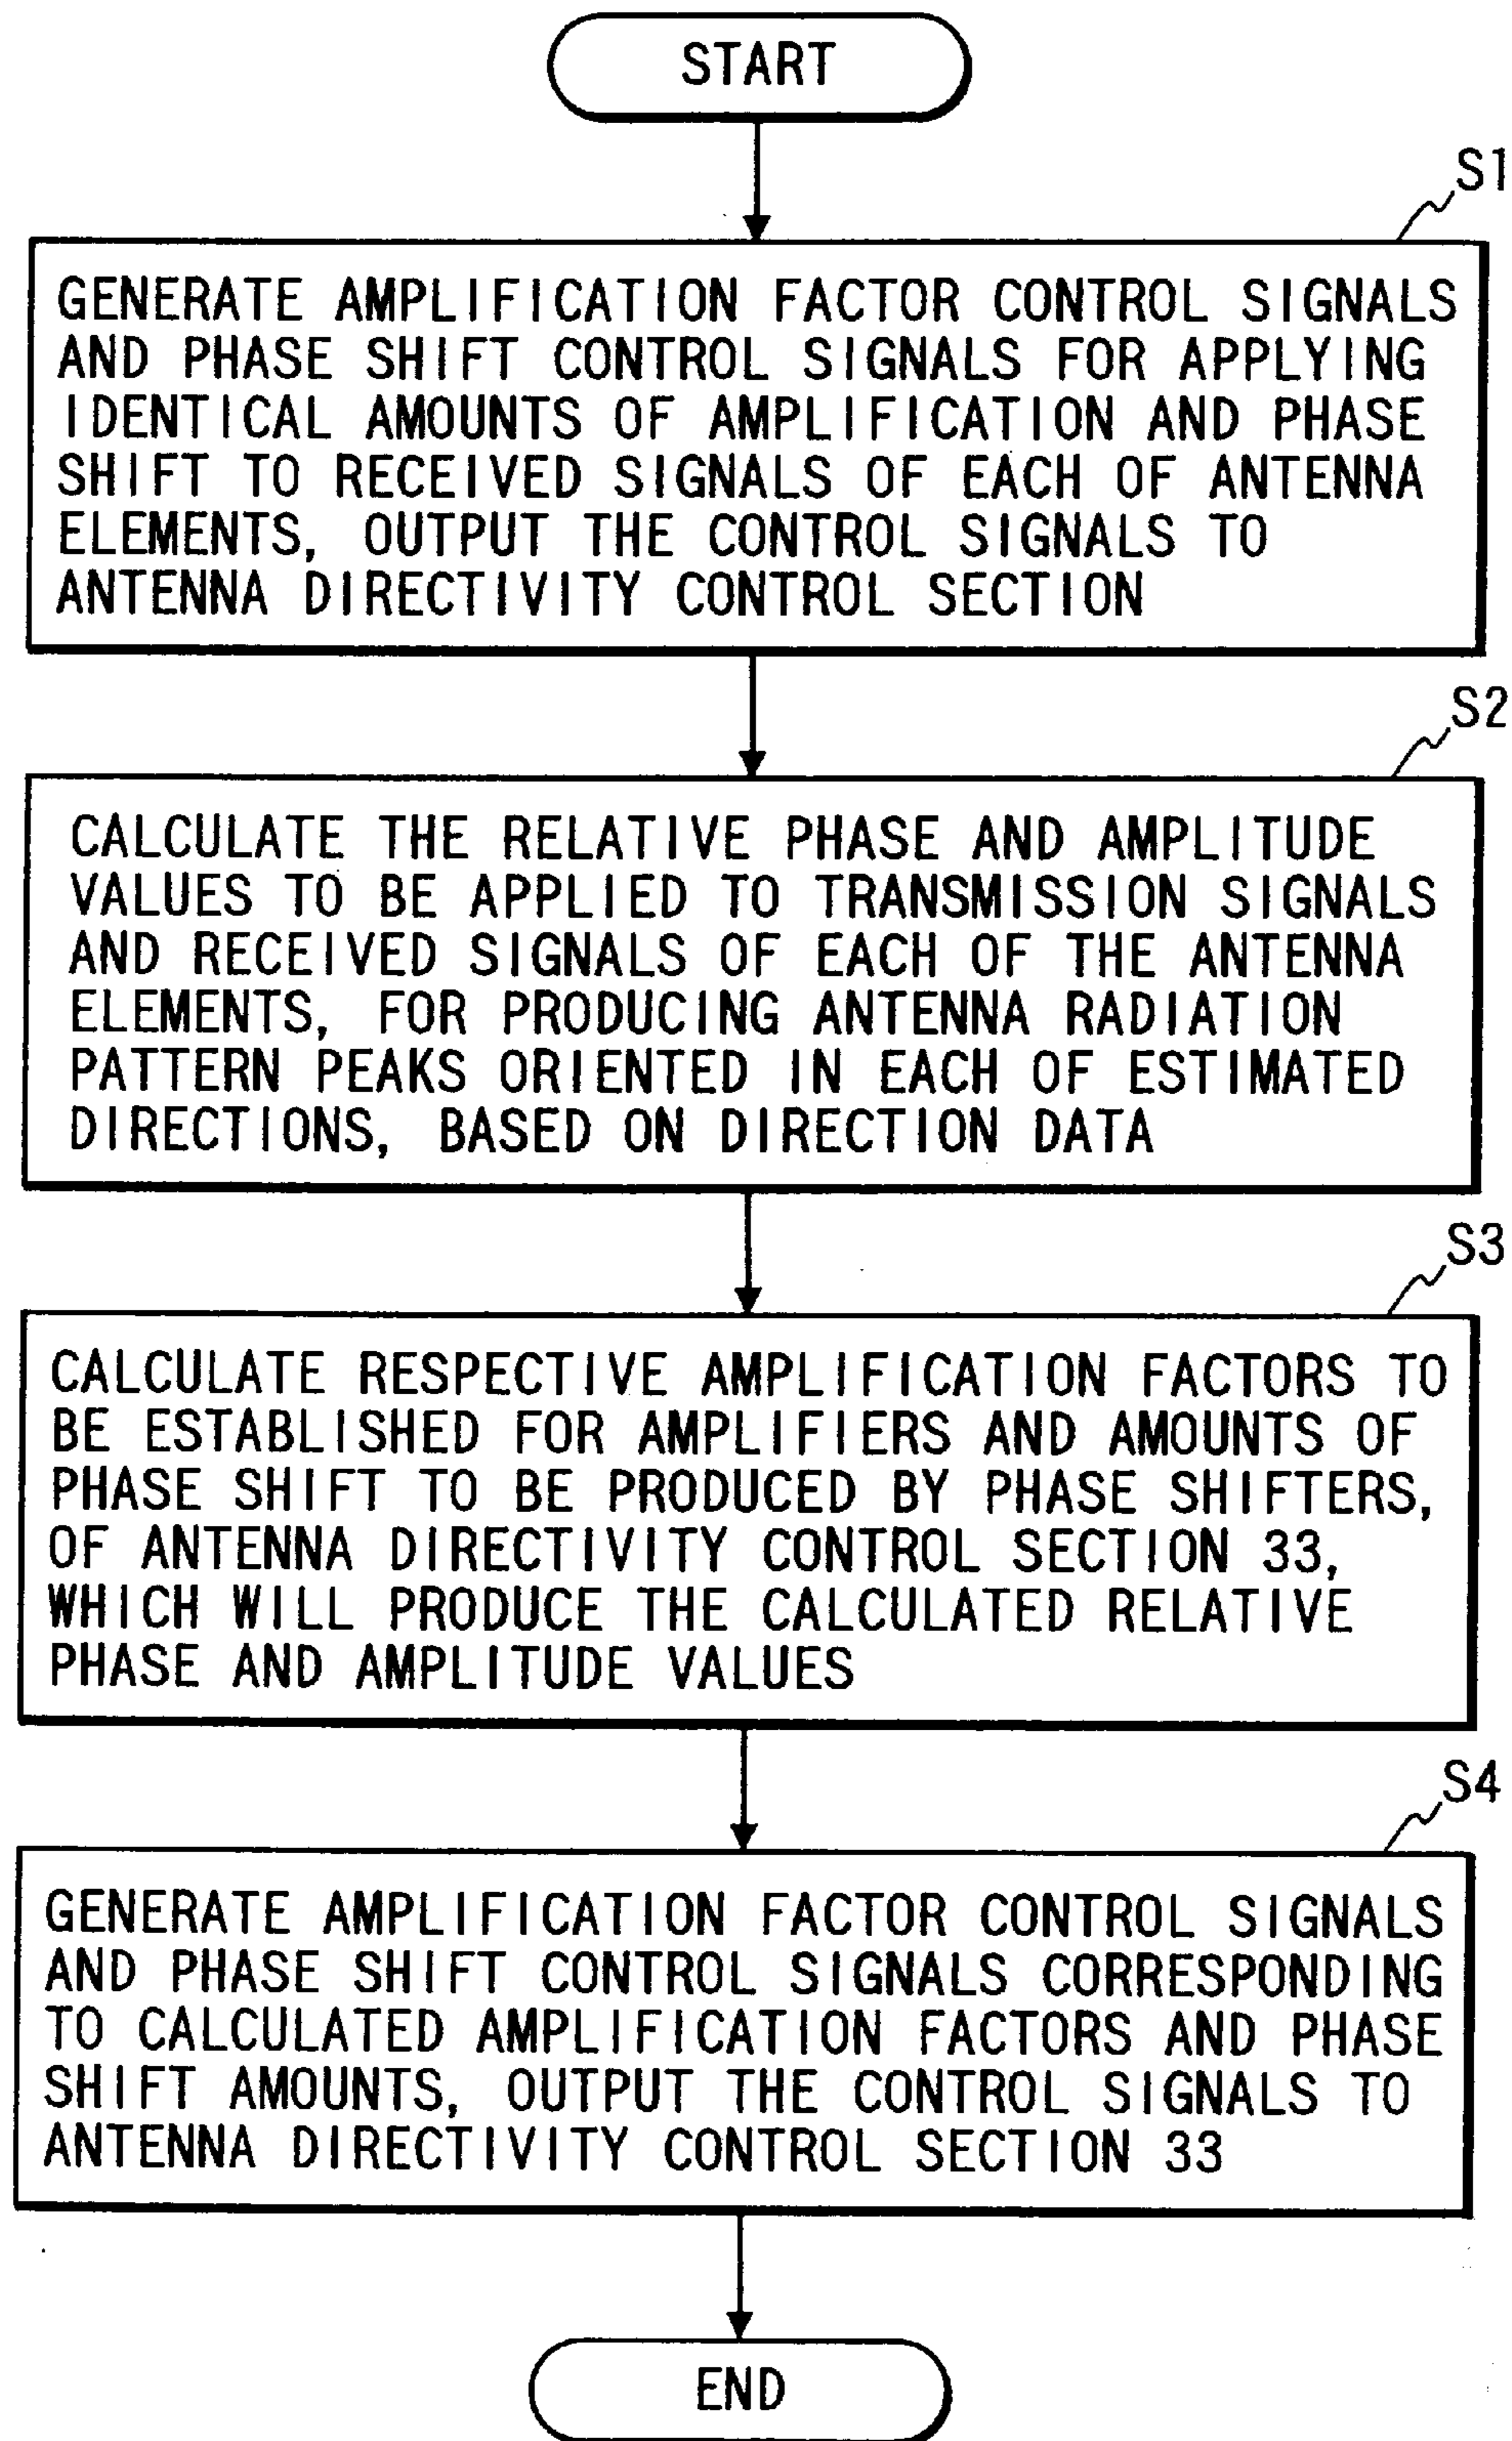 START
S1
GENERATE AMPLIFICATION FACTOR CONTROL SIGNALS
AND PHASE SHIFT CONTROL SIGNALS FOR APPLYING
IDENTICAL AMOUNTS OF AMPLIFICATION AND PHASE
SHIFT TO RECEIVED SIGNALS OF EACH OF ANTENNA
ELEMENTS, OUTPUT THE CONTROL SIGNALS TO
ANTENNA DIRECTIVITY CONTROL SECTION
S2
CALCULATE THE RELATIVE PHASE AND AMPLITUDE
VALUES TO BE APPLIED TO TRANSMISSION SIGNALS
AND RECEIVED SIGNALS OF EACH OF THE ANTENNA
ELEMENTS, FOR PRODUCING ANTENNA RADIATION
PATTERN PEAKS ORIENTED IN EACH OF ESTIMATED
DIRECTIONS, BASED ON DIRECTION DATA
S3
CALCULATE RESPECTIVE AMPLIFICATION FACTORS TO
BE ESTABLISHED FOR AMPLIFIERS AND AMOUNTS OF
PHASE SHIFT TO BE PRODUCED BY PHASE SHIFTERS,
OF ANTENNA DIRECTIVITY CONTROL SECTION 33,
WHICH WILL PRODUCE THE CALCULATED RELATIVE
PHASE AND AMPLITUDE VALUES
S4
GENERATE AMPLIFICATION FACTOR CONTROL SIGNALS
AND PHASE SHIFT CONTROL SIGNALS CORRESPONDING
TO CALCULATED AMPLIFICATION FACTORS AND PHASE
SHIFT AMOUNTS, OUTPUT THE CONTROL SIGNALS TO
ANTENNA DIRECTIVITY CONTROL SECTION 33
END